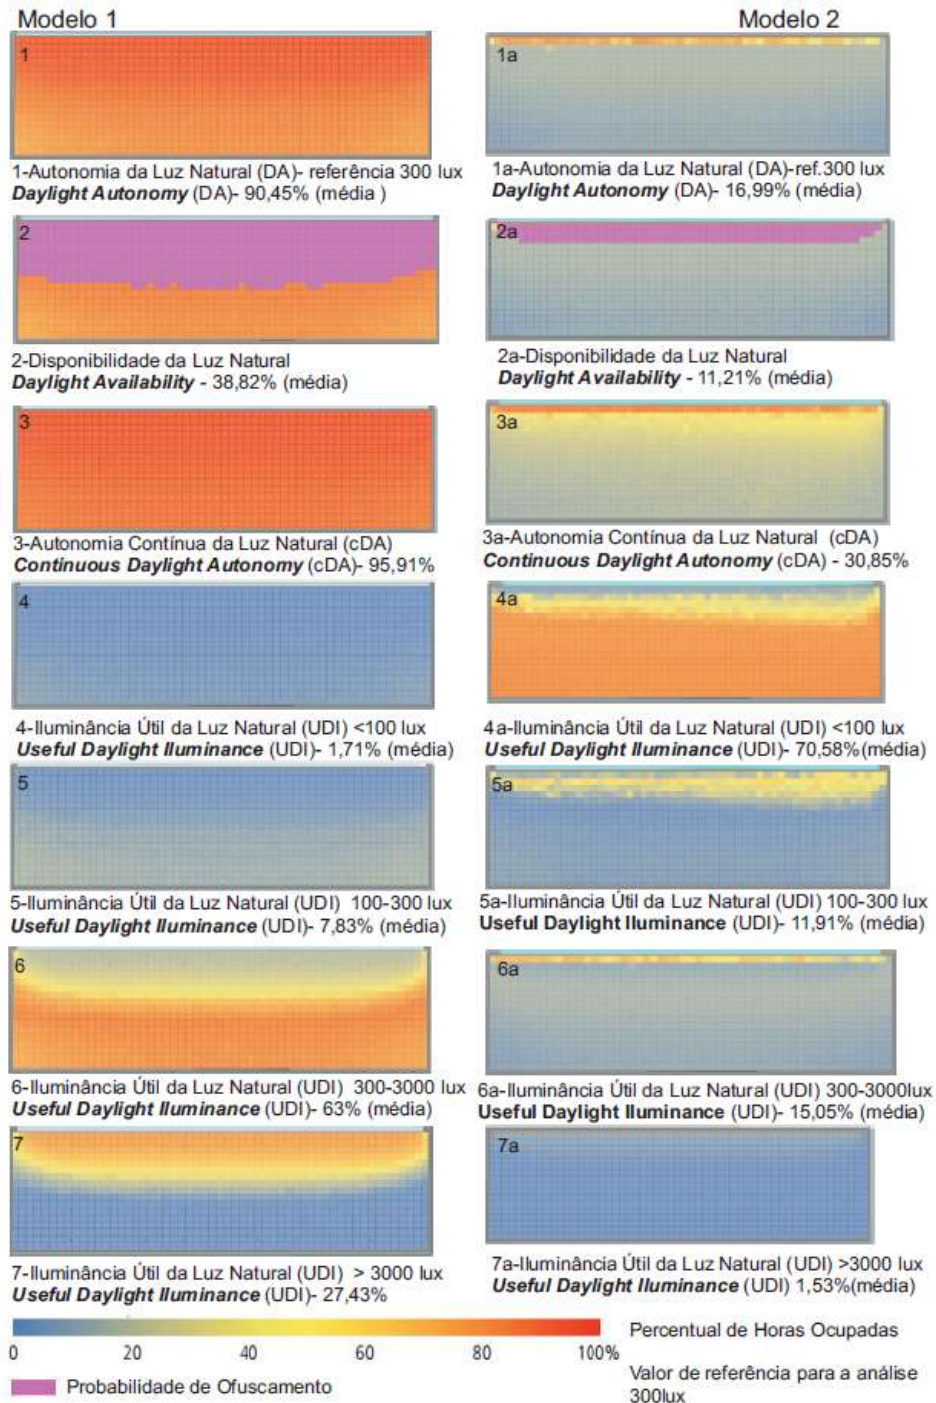 Modelo 1
Modelo 2
1
1-Autonomia da Luz Natural (DA)- referência 300 lux
Daylight Autonomy (DA)- 90,45% (média )
1a
1a-Autonomia da Luz Natural (DA)-ref.300 lux
Daylight Autonomy (DA)- 16,99% (média)
2
2-Disponibilidade da Luz Natural
Daylight Availability - 38,82% (média)
2a
2a-Disponibilidade da Luz Natural
Daylight Availability - 11,21% (média)
3
3-Autonomia Contínua da Luz Natural (cDA)
Continuous Daylight Autonomy (cDA)- 95,91%
3a
3a-Autonomia Contínua da Luz Natural (cDA)
Continuous Daylight Autonomy (cDA) - 30,85%
4
4-Iluminância Útil da Luz Natural (UDI) <100 lux
Useful Daylight Iluminance (UDI)- 1,71% (média)
4a
4a-Iluminância Útil da Luz Natural (UDI) <100 lux
Useful Daylight Iluminance (UDI)- 70,58%(média)
5
5-Iluminância Útil da Luz Natural (UDI) 100-300 lux
Useful Daylight Iluminance (UDI)- 7,83% (média)
5a
5a-Iluminância Útil da Luz Natural (UDI) 100-300 lux
Useful Daylight Iluminance (UDI)- 11,91% (média)
6
6-Iluminância Útil da Luz Natural (UDI) 300-3000 lux
Useful Daylight Iluminance (UDI)- 63% (média)
6a
6a-Iluminância Útil da Luz Natural (UDI) 300-3000lux
Useful Daylight Iluminance (UDI)- 15,05% (média)
7
7-Iluminância Útil da Luz Natural (UDI) > 3000 lux
Useful Daylight Iluminance (UDI)- 27,43%
7a
7a-Iluminância Útil da Luz Natural (UDI) >3000 lux
Useful Daylight Iluminance (UDI) 1,53%(média)
0 20 40 60 80 100%
Percentual de Horas Ocupadas
Probabilidade de Ofuscamento
Valor de referência para a análise
300lux